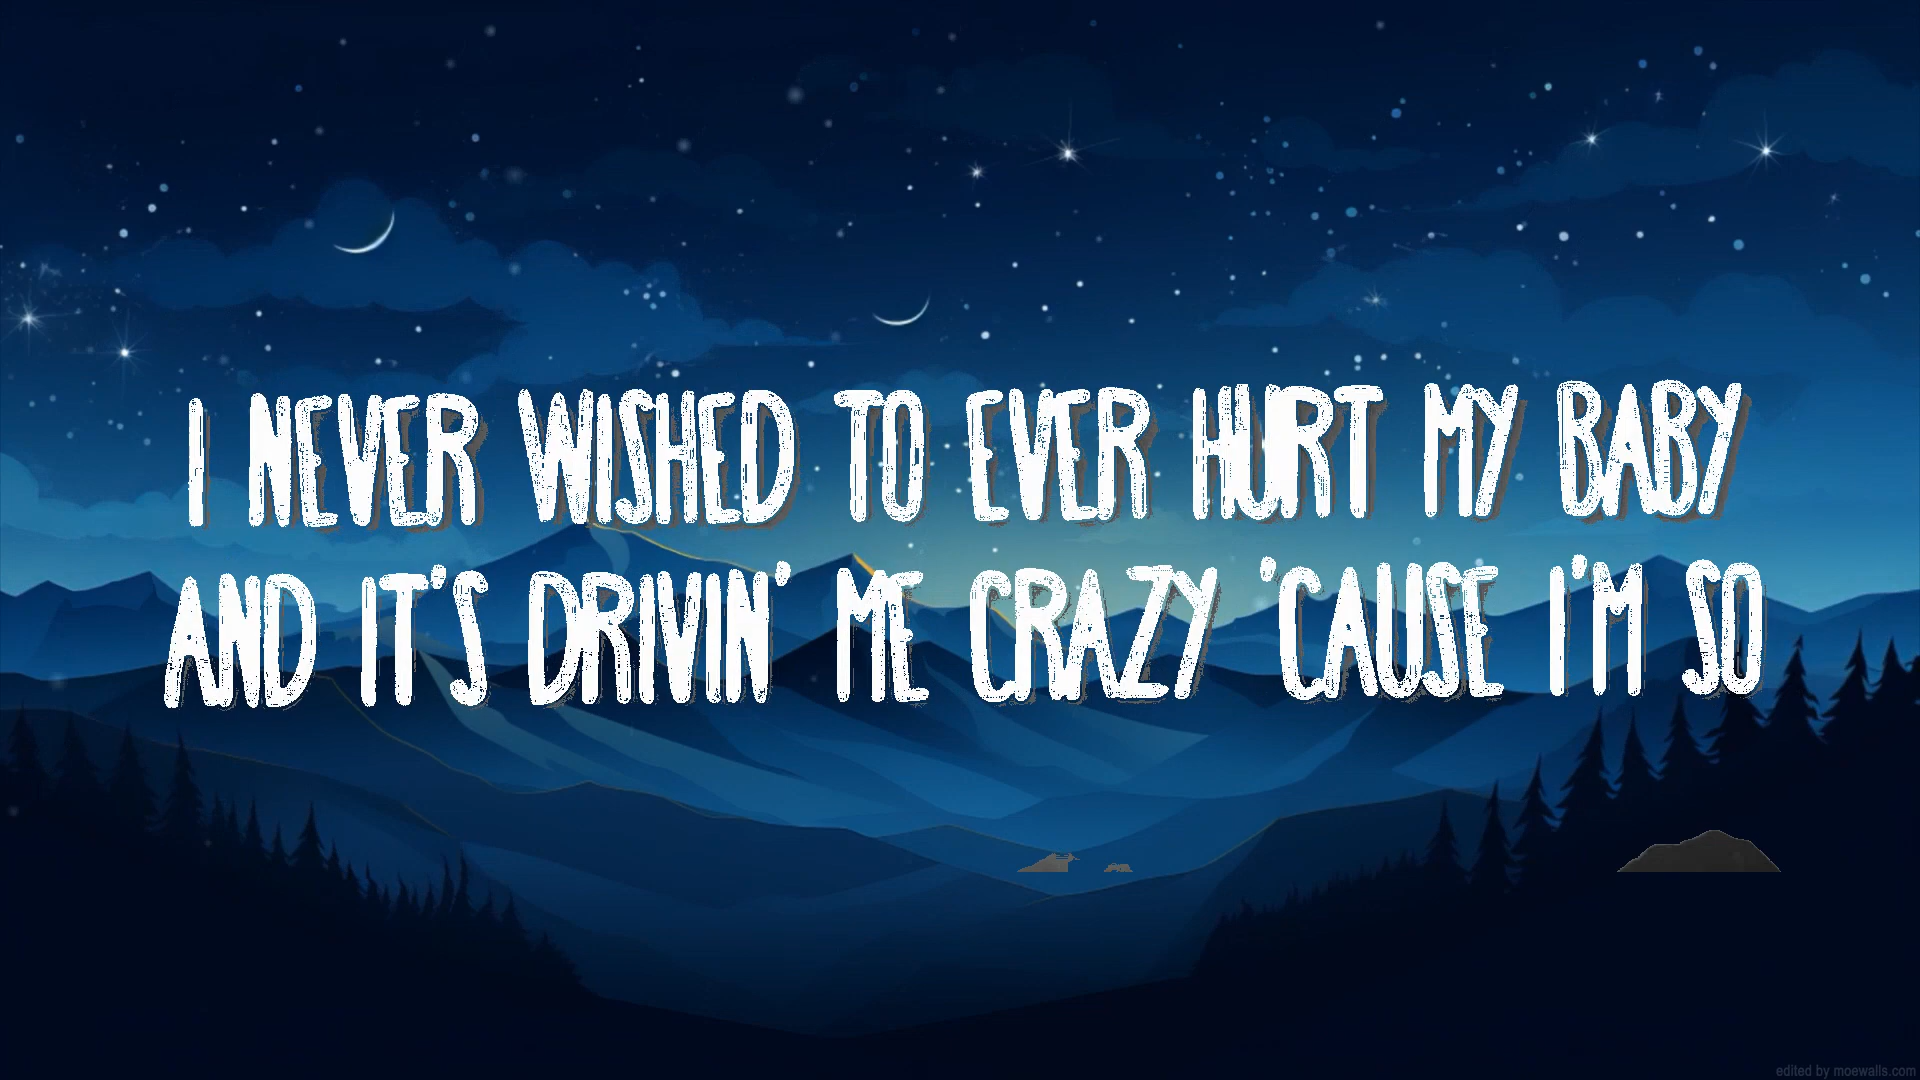 I NEVER WISHED TO EVER HURT MY BABY
AND IT'S DRIVIN' ME CRAZY 'CAUSE I'M SO
edited by moewalls.com